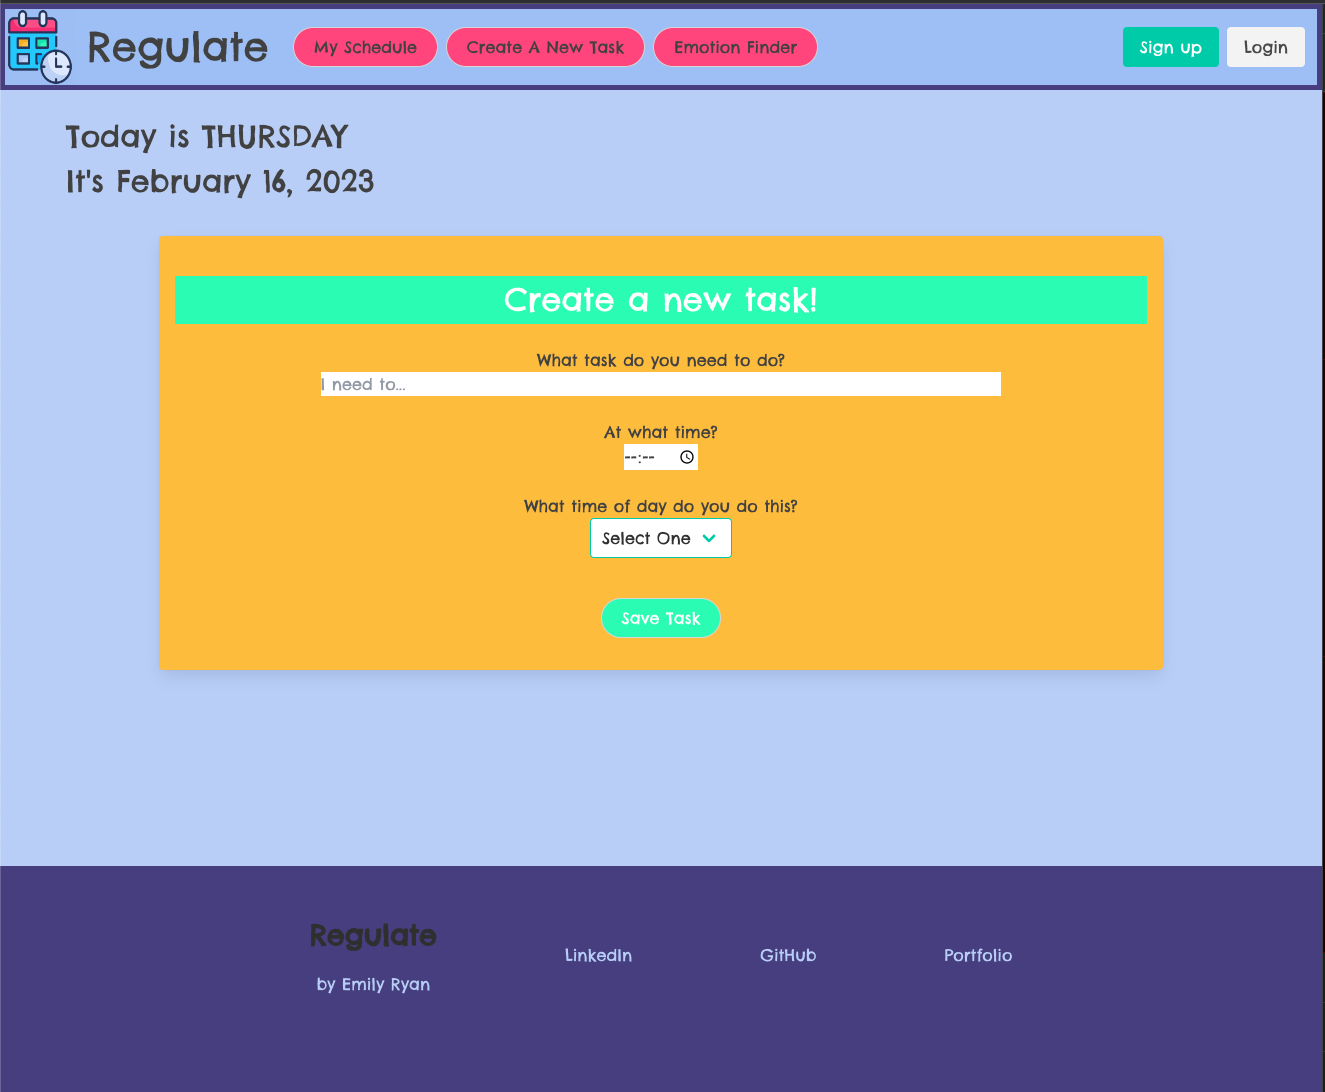 Regulate
My Schedule
Create A New Task
Emotion Finder
Sign up
Login
Today is THURSDAY
It's February 16, 2023
Create a new task!
What task do you need to do?
I need to...
At what time?
--:--
What time of day do you do this?
Select One
Save Task
Regulate
by Emily Ryan
LinkedIn
GitHub
Portfolio